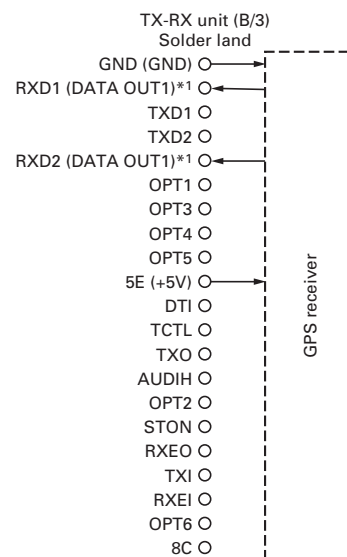 TX-RX unit (B/3)
Solder land
GND (GND)
RXD1 (DATA OUT1)*1
TXD1
TXD2
RXD2 (DATA OUT1)*1
OPT1
OPT3
OPT4
OPT5
5E (+5V)
DTI
TCTL
TXO
AUDIH
OPT2
STON
RXEO
TXI
RXEI
OPT6
8C
GPS receiver